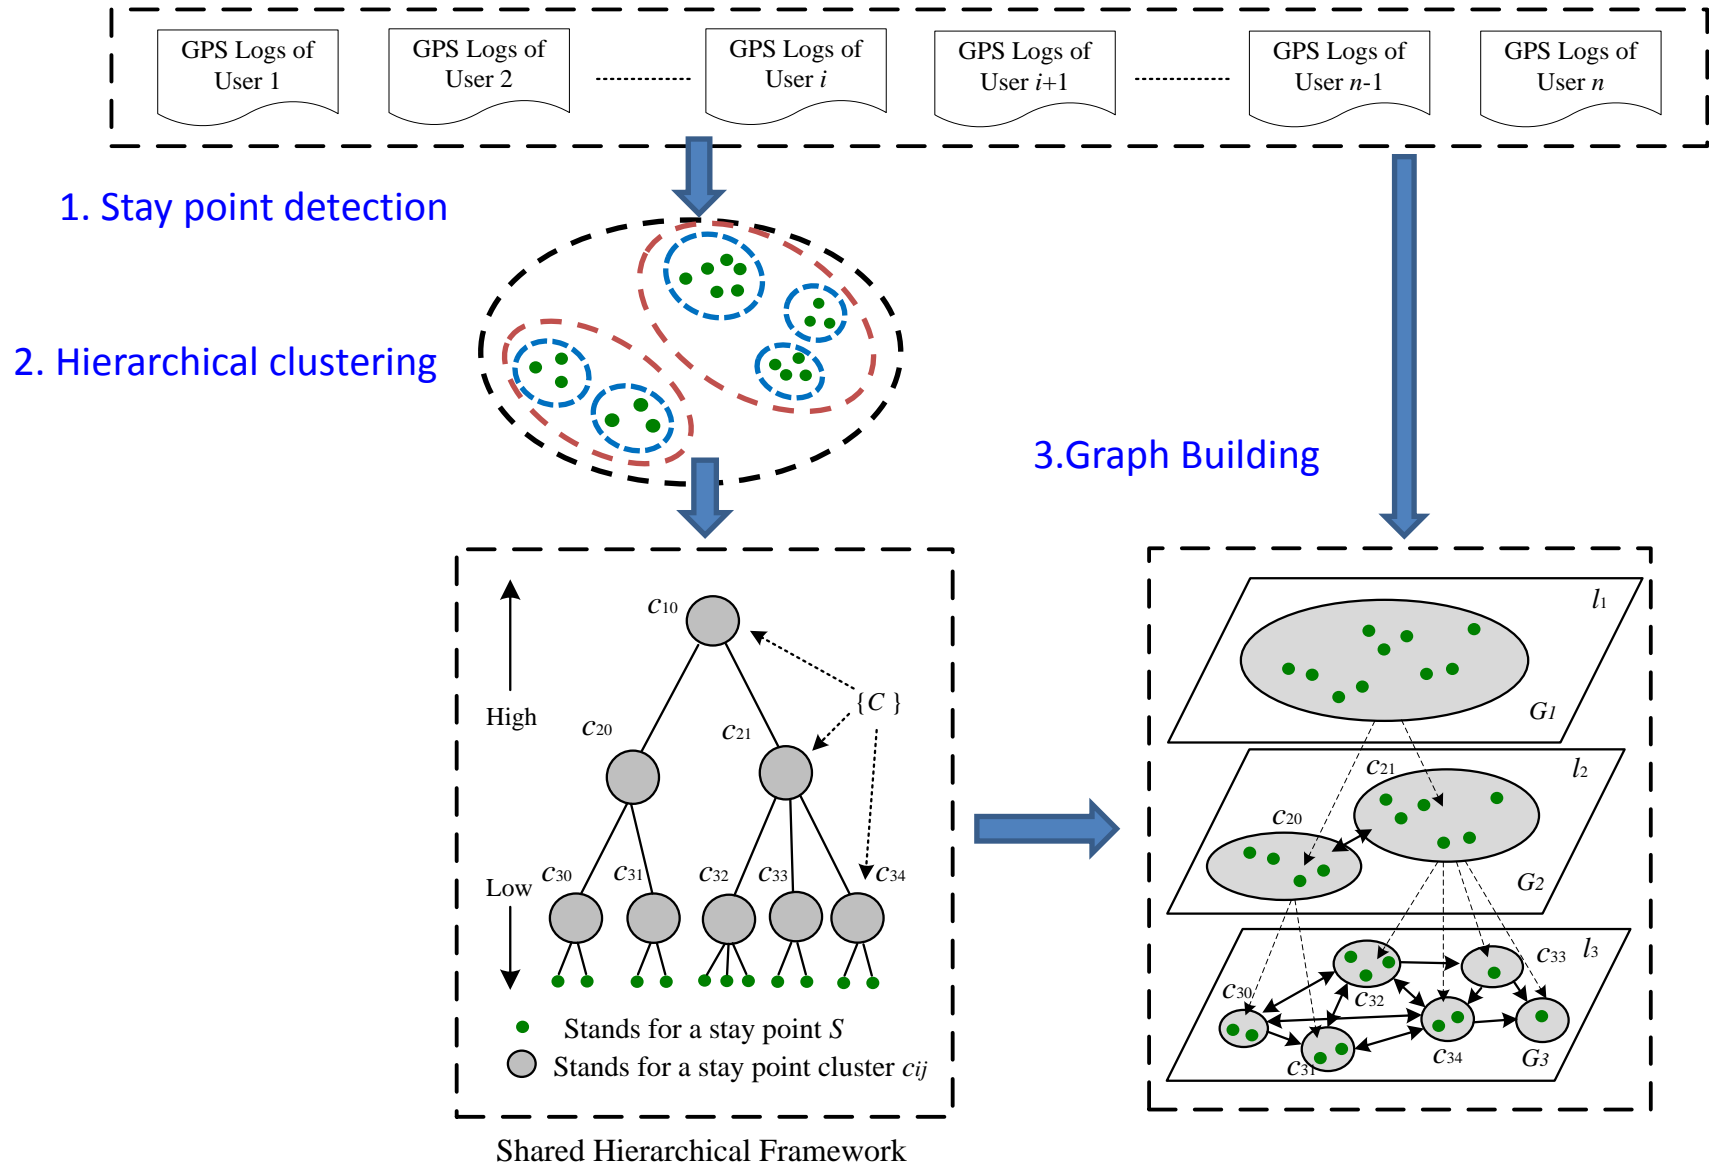 GPS Logs of
User 1
GPS Logs of
User 2
GPS Logs of
User i
GPS Logs of
User i+1
GPS Logs of
User n-1
GPS Logs of
User n
1. Stay point detection
2. Hierarchical clustering
3.Graph Building
High
Low
c10
{C }
c20
c21
c30
c31
c32
c33
c34
Stands for a stay point S
Stands for a stay point cluster cij
Shared Hierarchical Framework
l1
G1
l2
c21
c20
G2
l3
c33
c30
c32
c31
c34
G3